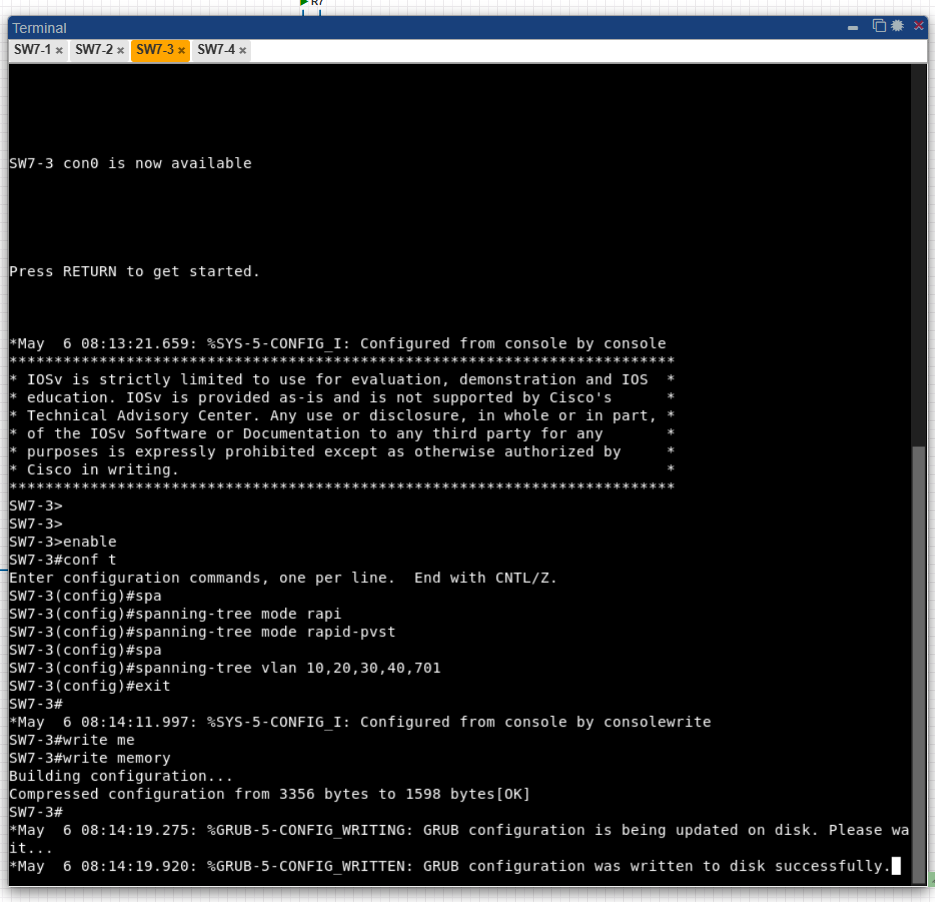 R7
Terminal
SW7-1 × SW7-2 × SW7-3 × SW7-4 ×
SW7-3 con0 is now available
Press RETURN to get started.
*May  6 08:13:21.659: %SYS-5-CONFIG_I: Configured from console by console
**************************************************************************
* IOSv is strictly limited to use for evaluation, demonstration and IOS  *
* education. IOSv is provided as-is and is not supported by Cisco's      *
* Technical Advisory Center. Any use or disclosure, in whole or in part, *
* of the IOSv Software or Documentation to any third party for any       *
* purposes is expressly prohibited except as otherwise authorized by     *
* Cisco in writing.                                                      *
**************************************************************************
SW7-3>
SW7-3>
SW7-3>enable
SW7-3#conf t
Enter configuration commands, one per line.  End with CNTL/Z.
SW7-3(config)#spa
SW7-3(config)#spanning-tree mode rapi
SW7-3(config)#spanning-tree mode rapid-pvst
SW7-3(config)#spa
SW7-3(config)#spanning-tree vlan 10,20,30,40,701
SW7-3(config)#exit
SW7-3#
*May  6 08:14:11.997: %SYS-5-CONFIG_I: Configured from console by consolewrite
SW7-3#write me
SW7-3#write memory
Building configuration...
Compressed configuration from 3356 bytes to 1598 bytes[OK]
SW7-3#
*May  6 08:14:19.275: %GRUB-5-CONFIG_WRITING: GRUB configuration is being updated on disk. Please wa
it...
*May  6 08:14:19.920: %GRUB-5-CONFIG_WRITTEN: GRUB configuration was written to disk successfully.